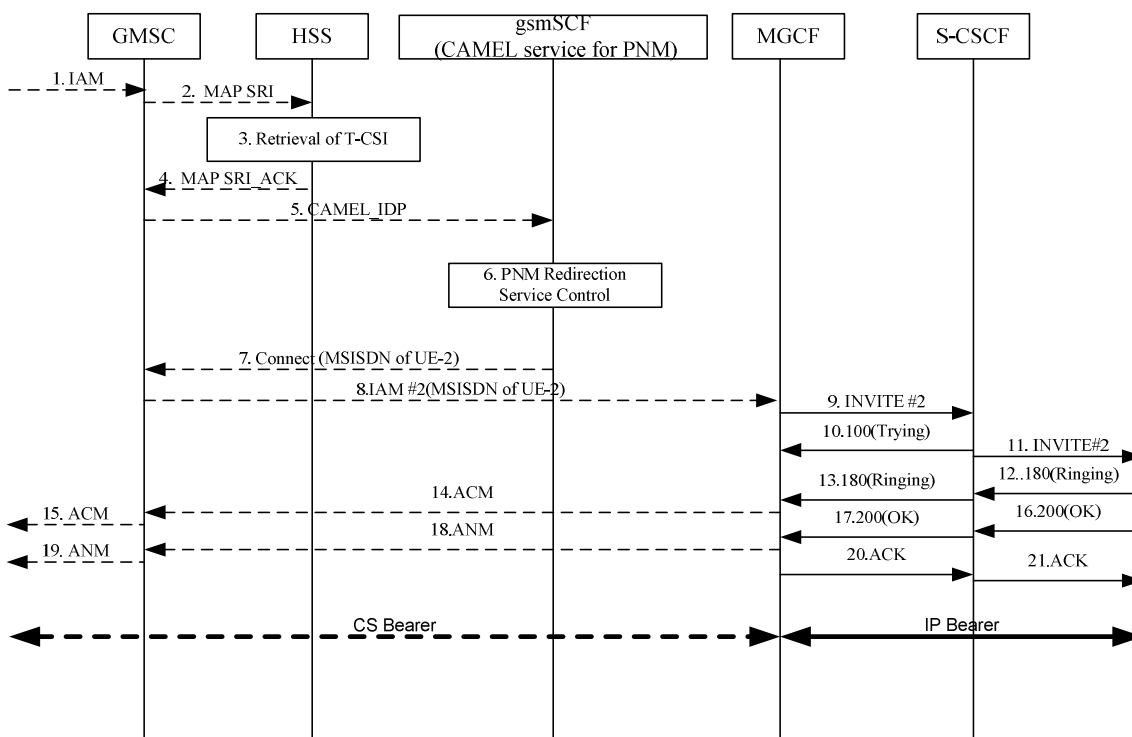 GMSC
HSS
gsmSCF
(CAMEL service for PNM)
MGCF
S-CSCF
1. IAM
2. MAP SRI
3. Retrieval of T-CSI
4. MAP SRI_ACK
5. CAMEL_IDP
6. PNM Redirection
Service Control
7. Connect (MSISDN of UE-2)
8.IAM #2(MSISDN of UE-2)
9. INVITE #2
10.100(Trying)
11. INVITE#2
12..180(Ringing)
13.180(Ringing)
14.ACM
15. ACM
16.200(OK)
17.200(OK)
18.ANM
19. ANM
20.ACK
21.ACK
CS Bearer
IP Bearer